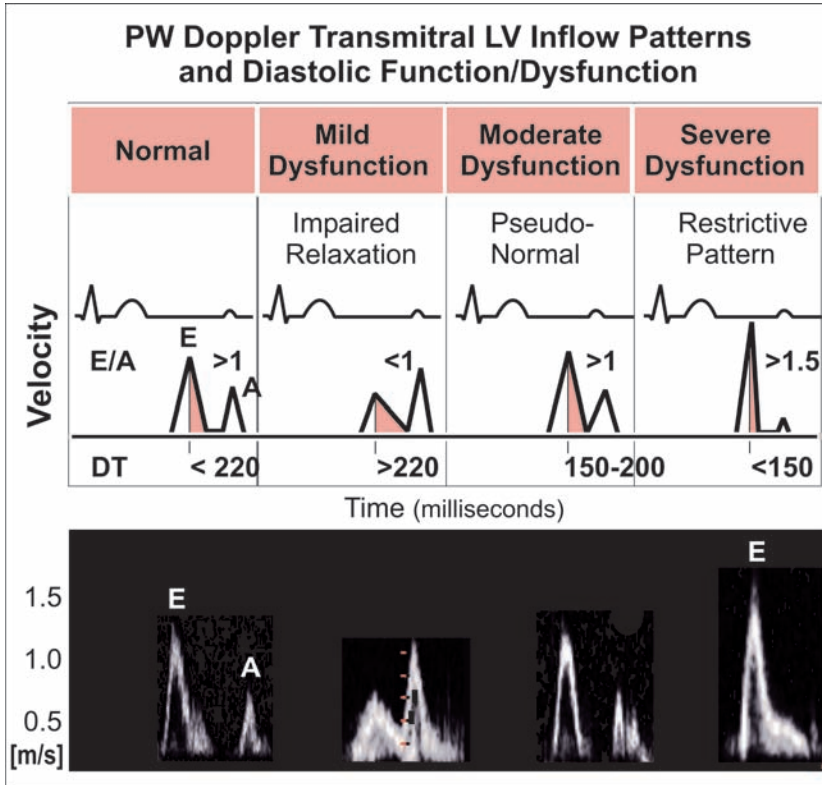 PW Doppler Transmitral LV Inflow Patterns
and Diastolic Function/Dysfunction
Normal
Mild
Dysfunction
Moderate
Dysfunction
Severe
Dysfunction
Impaired
Relaxation
Pseudo-
Normal
Restrictive
Pattern
Velocity
E/A
E
>1
A
<1
>1
>1.5
DT
< 220
>220
150-200
<150
Time (milliseconds)
1.5
1.0
0.5
[m/s]
E
A
E